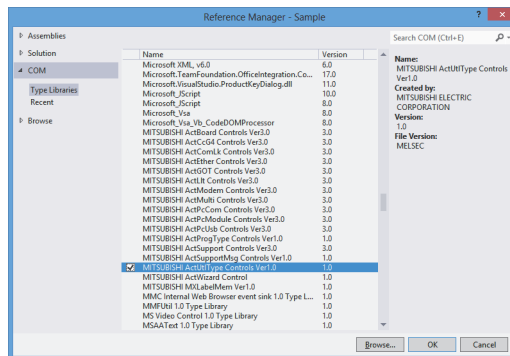 Reference Manager - Sample
? ×
Assemblies
Solution
COM
Type Libraries
Recent
Browse
Search COM (Ctrl+E)
Name Version
Microsoft XML, v6.0 6.0
Microsoft.TeamFoundation.OfficeIntegration.Co... 17.0
Microsoft.VisualStudio.ProductKeyDialog.dll 11.0
Microsoft_JScript 10.0
Microsoft_JScript 8.0
Microsoft_Vsa 8.0
Microsoft_Vsa_Vb_CodeDOMProcessor 8.0
MITSUBISHI ActBoard Controls Ver3.0 3.0
MITSUBISHI ActCcG4 Controls Ver3.0 3.0
MITSUBISHI ActComLk Controls Ver3.0 3.0
MITSUBISHI ActEther Controls Ver3.0 3.0
MITSUBISHI ActGOT Controls Ver3.0 3.0
MITSUBISHI ActLlt Controls Ver3.0 3.0
MITSUBISHI ActModem Controls Ver3.0 3.0
MITSUBISHI ActMulti Controls Ver3.0 3.0
MITSUBISHI ActPcCom Controls Ver3.0 3.0
MITSUBISHI ActPcModule Controls Ver3.0 3.0
MITSUBISHI ActPcUsb Controls Ver3.0 3.0
MITSUBISHI ActProgType Controls Ver1.0 1.0
MITSUBISHI ActSupport Controls Ver3.0 3.0
MITSUBISHI ActSupportMsg Controls Ver1.0 1.0
MITSUBISHI ActUtlType Controls Ver1.0 1.0
MITSUBISHI ActWizard Control 1.0
MITSUBISHI MXLabelMem Ver1.0 1.0
MMC Internal Web Browser event sink 1.0 Type L... 1.0
MMFUtil 1.0 Type Library 1.0
MS Video Control 1.0 Type Library 1.0
MSAAText 1.0 Type Library 1.0
Name:
MITSUBISHI ActUtlType Controls
Ver1.0
Created by:
MITSUBISHI ELECTRIC
CORPORATION
Version:
1.0
File Version:
MELSEC
Browse... OK Cancel